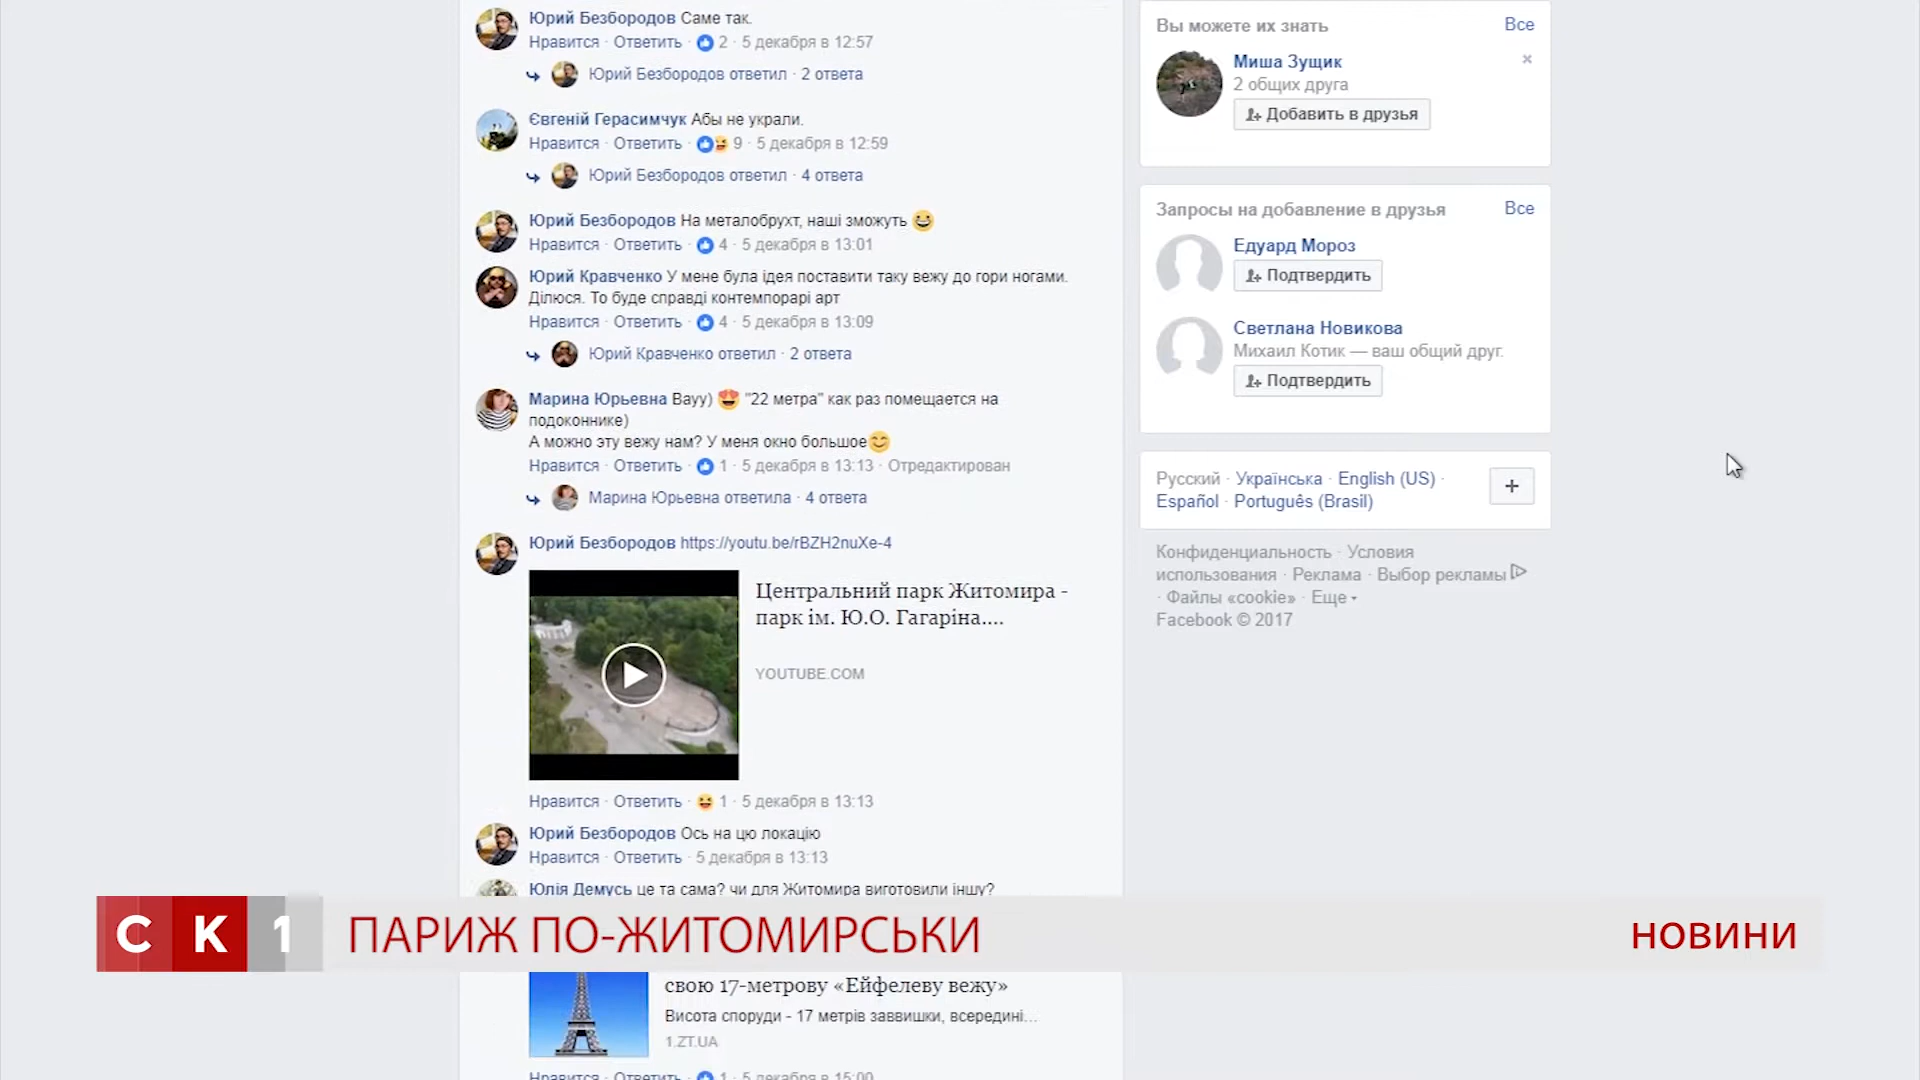 Юрий Безбородов Саме так.
Нравится · Ответить · 2 · 5 декабря в 12:57
Юрий Безбородов ответил · 2 ответа
Євгеній Герасимчук Абы не украли.
Нравится · Ответить · 9 · 5 декабря в 12:59
Юрий Безбородов ответил · 4 ответа
Юрий Безбородов На металобрухт, наші зможуть 😀
Нравится · Ответить · 4 · 5 декабря в 13:01
Юрий Кравченко У мене була ідея поставити таку вежу до гори ногами.
Ділюся. То буде справді контемпорарі арт
Нравится · Ответить · 4 · 5 декабря в 13:09
Юрий Кравченко ответил · 2 ответа
Марина Юрьевна Вауу) 😍 "22 метра" как раз помещается на
подоконнике)
А можно эту вежу нам? У меня окно большое😊
Нравится · Ответить · 1 · 5 декабря в 13:13 · Отредактирован
Марина Юрьевна ответила · 4 ответа
Юрий Безбородов https://youtu.be/rBZH2nuXe-4
Центральний парк Житомира -
парк ім. Ю.О. Гагаріна....
YOUTUBE.COM
Нравится · Ответить · 1 · 5 декабря в 13:13
Юрий Безбородов Ось на цю локацію
Нравится · Ответить · 5 декабря в 13:13
Юлія Демусь це та сама? чи для Житомира виготовили іншу?
СК1 ПАРИЖ ПО-ЖИТОМИРСЬКИ
НОВИНИ
свою 17-метрову «Ейфелеву вежу»
Висота споруди - 17 метрів заввишки, всередині...
1.ZT.UA
Нравится · Ответить · 1 · 5 декабря в 15:00
Вы можете их знать
Все
Миша Зущик
2 общих друга
Добавить в друзья
Запросы на добавление в друзья
Все
Едуард Мороз
Подтвердить
Светлана Новикова
Михаил Котик — ваш общий друг.
Подтвердить
Русский · Українська · English (US) ·
Español · Português (Brasil)
Конфиденциальность · Условия
использования · Реклама · Выбор рекламы
· Файлы «cookie» · Еще
Facebook © 2017